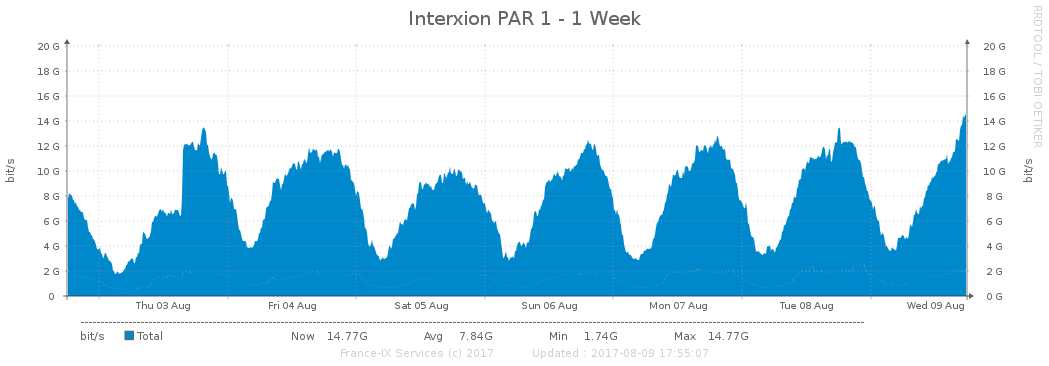 Interxion PAR 1 - 1 Week
RRDTOOL / TOBI OETIKER
20 G 20 G
18 G 18 G
16 G 16 G
14 G 14 G
12 G 12 G
10 G 10 G
8 G 8 G
6 G 6 G
4 G 4 G
2 G 2 G
0 0 G
bit/s
bit/s
Thu 03 Aug Fri 04 Aug Sat 05 Aug Sun 06 Aug Mon 07 Aug Tue 08 Aug Wed 09 Aug
bit/s Total Now 14.77G Avg 7.84G Min 1.74G Max 14.77G
France-IX Services (c) 2017 Updated : 2017-08-09 17:55:07